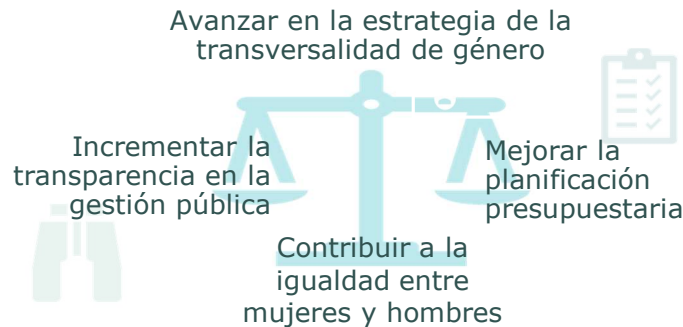 Avanzar en la estrategia de la
transversalidad de género
Incrementar la
transparencia en la
gestión pública
Mejorar la
planificación
presupuestaria
Contribuir a la
igualdad entre
mujeres y hombres